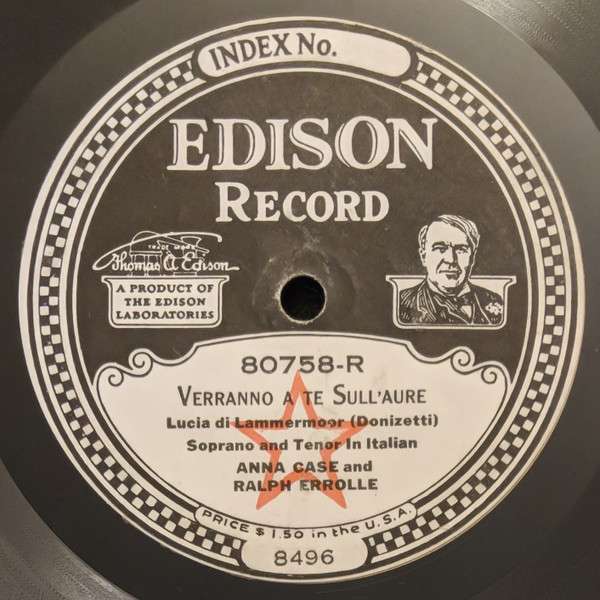 INDEX NO.
EDISON
RECORD
TRADE MARK
Thomas A Edison
A PRODUCT OF
THE EDISON
LABORATORIES
80758-R
VERRANNO A TE SULL'AURE
Lucia di Lammermoor (Donizetti)
Soprano and Tenor In Italian
ANNA CASE and
RALPH ERROLLE
PRICE $1.50 in the U.S.A.
8496